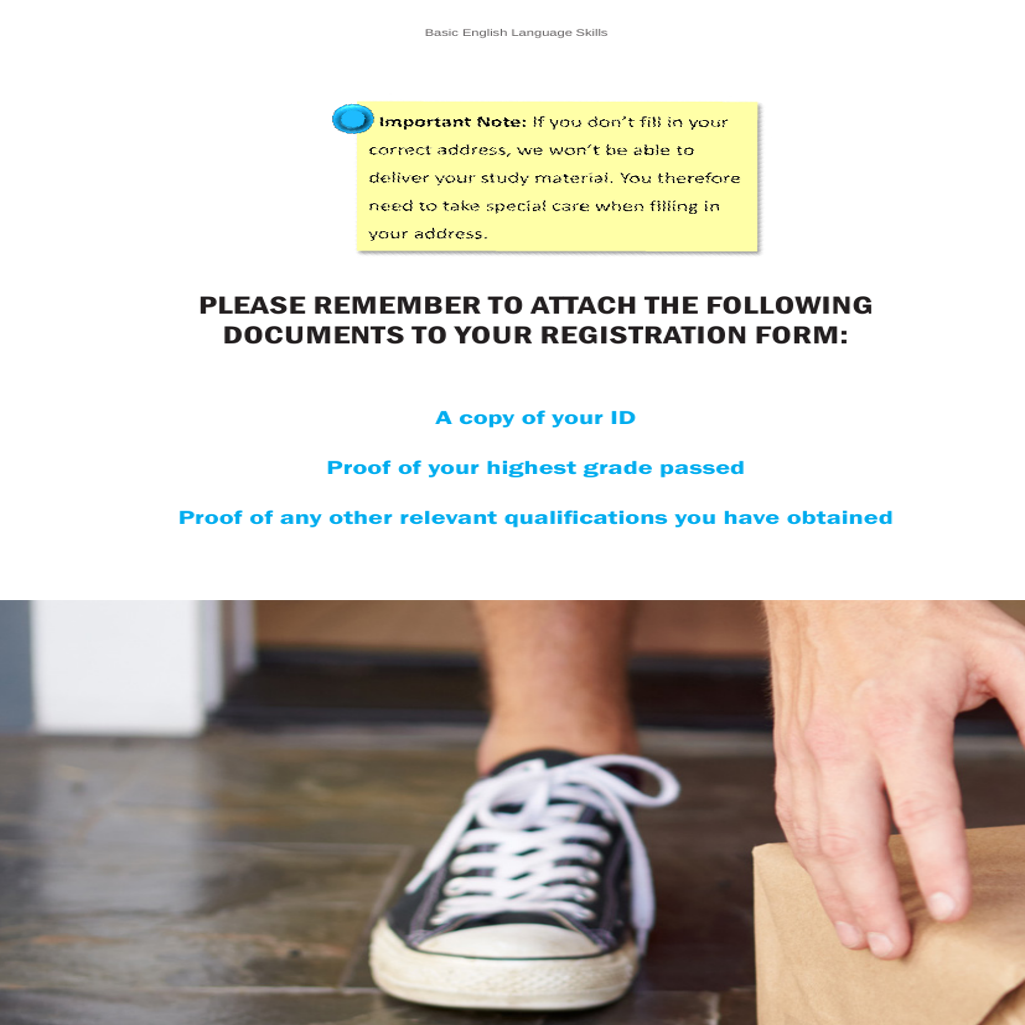 Basic English Language Skills
Important Note: If you don't fill in your
correct address, we won't be able to
deliver your study material. You therefore
need to take special care when filling in
your address.
PLEASE REMEMBER TO ATTACH THE FOLLOWING
DOCUMENTS TO YOUR REGISTRATION FORM:
A copy of your ID
Proof of your highest grade passed
Proof of any other relevant qualifications you have obtained